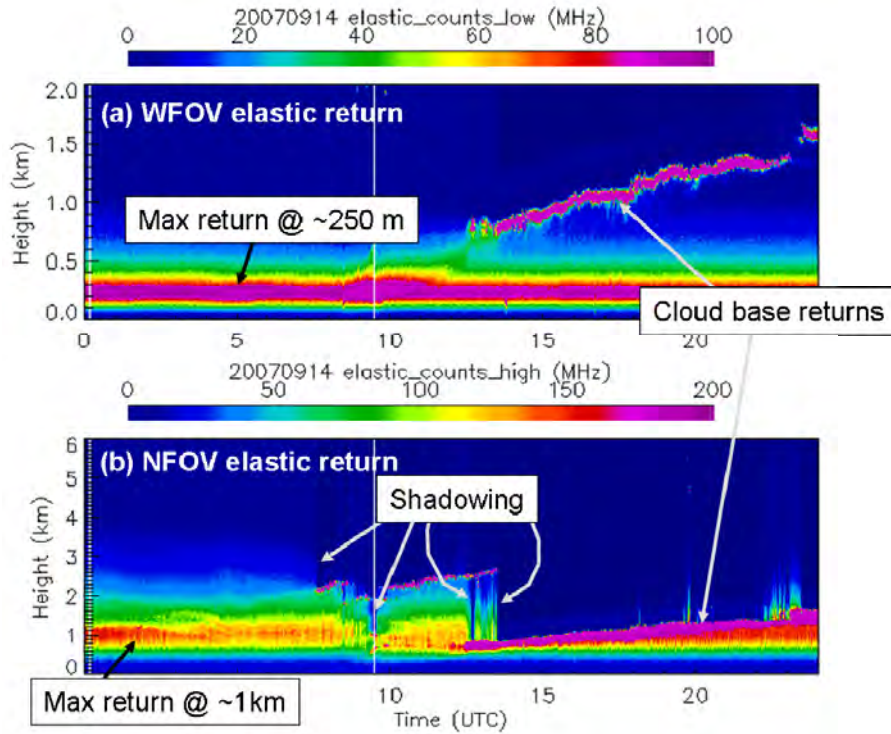 20070914 elastic_counts_low (MHz)
0 20 40 60 80 100
2.0
(a) WFOV elastic return
1.5
Height (km)
1.0
Max return @ ~250 m
0.5
Cloud base returns
0.0
0 5 10 15 20
20070914 elastic_counts_high (MHz)
0 50 100 150 200
6
(b) NFOV elastic return
5
Shadowing
4
Height (km)
3
2
1
0
Max return @ ~1km
10 15 20
Time (UTC)